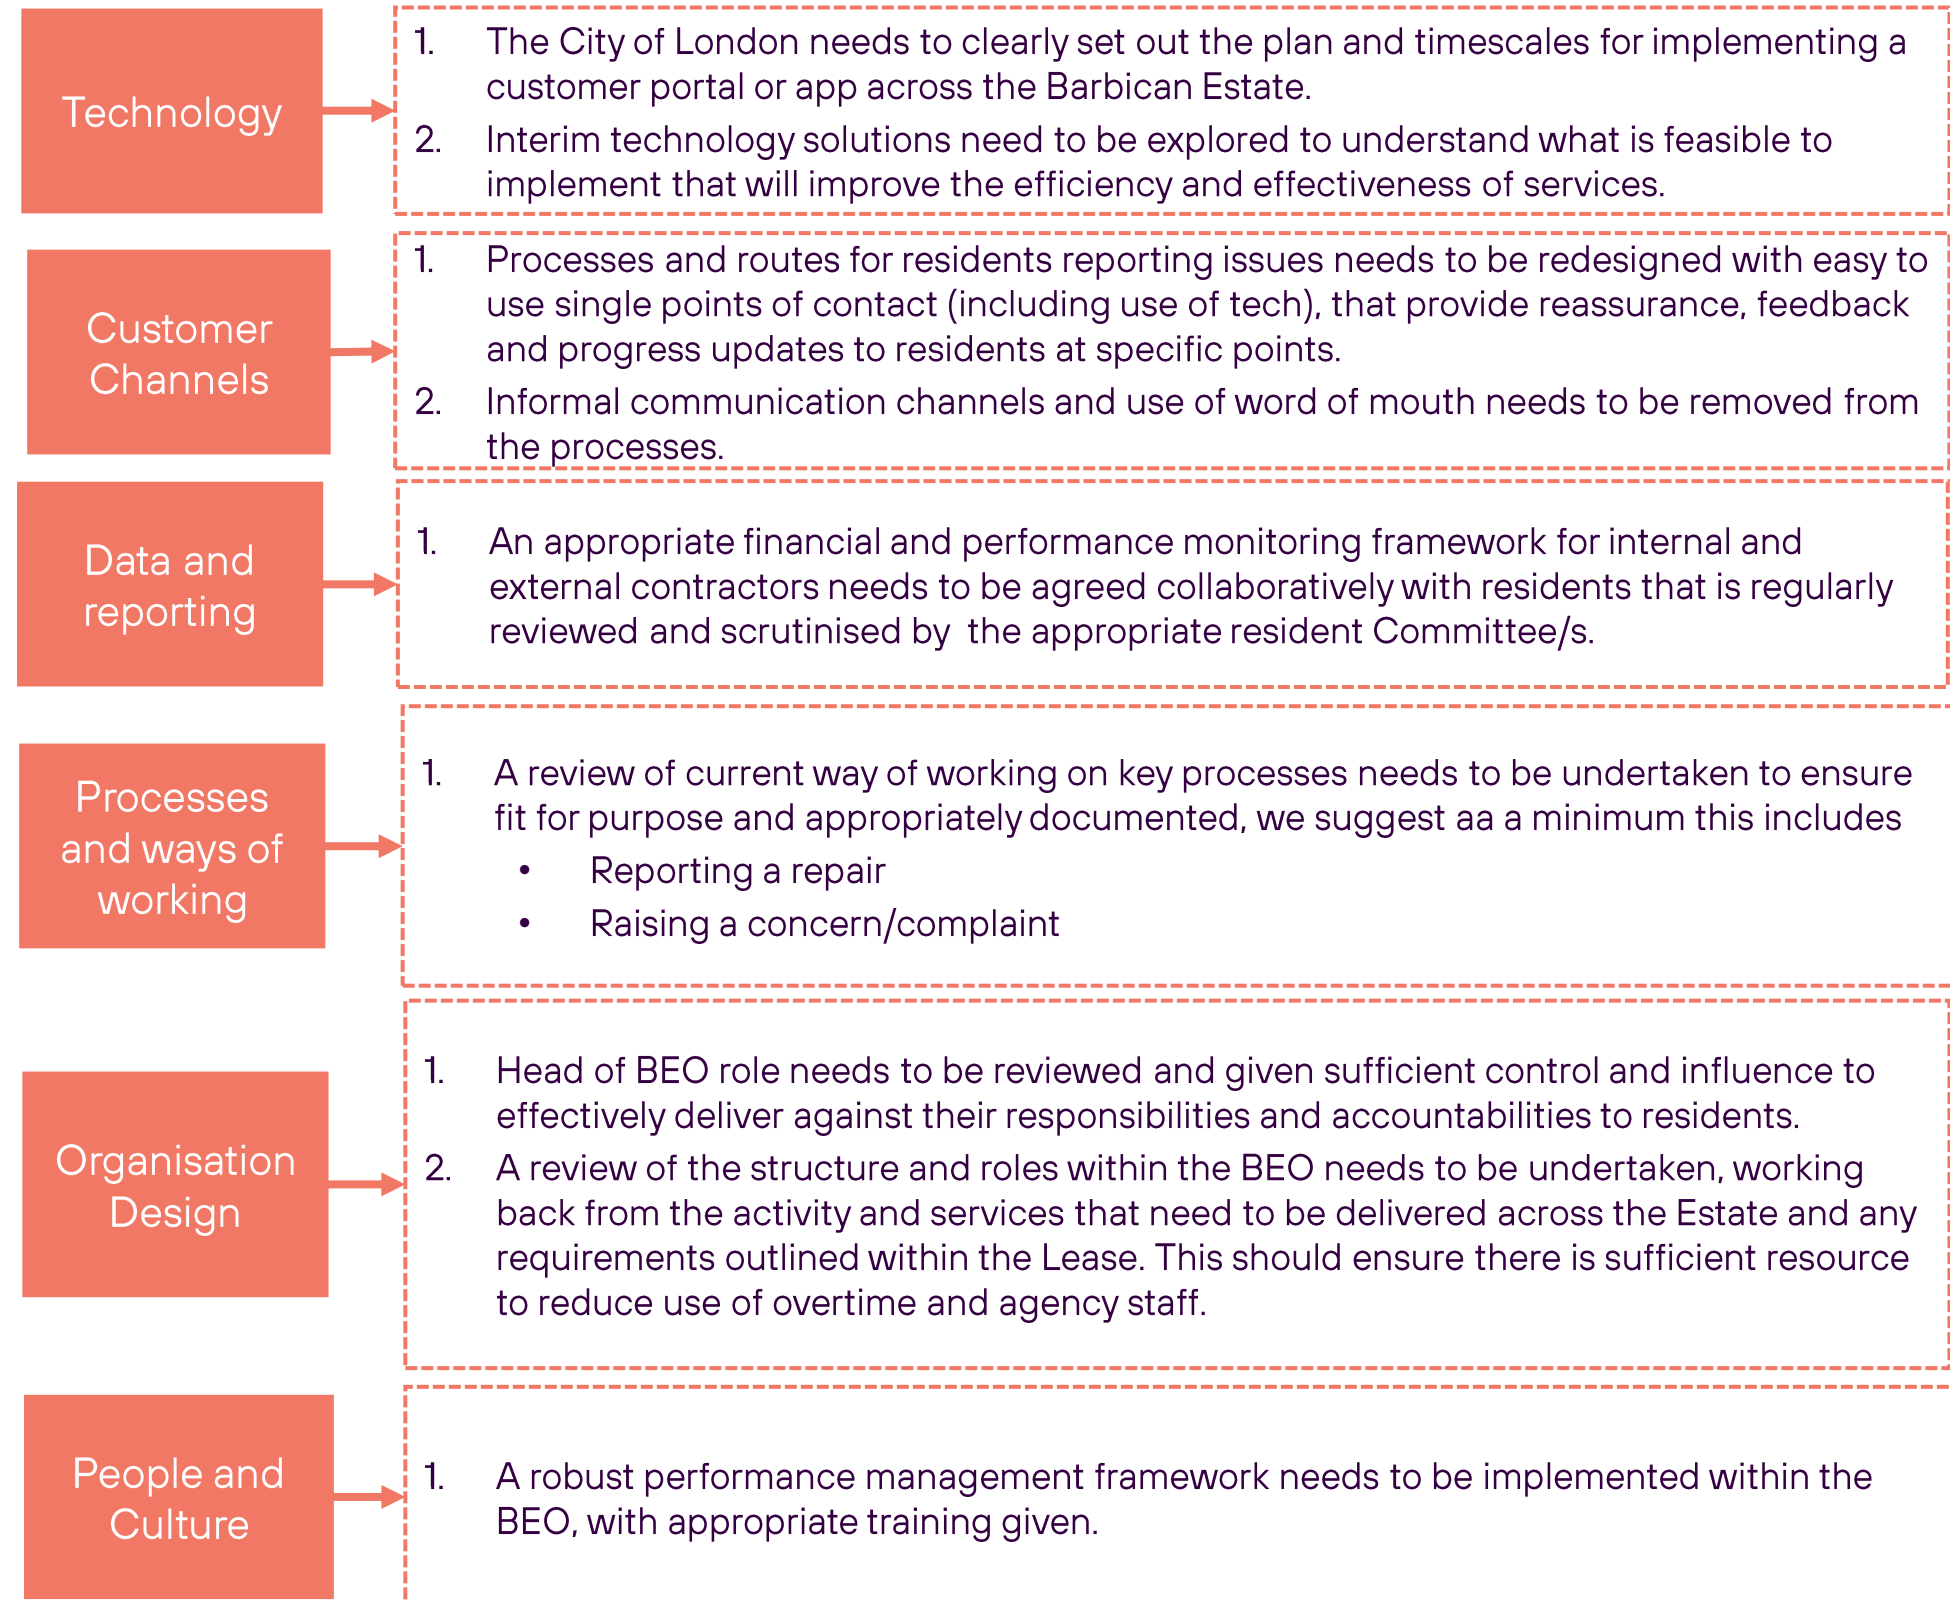 Technology
1. The City of London needs to clearly set out the plan and timescales for implementing a
customer portal or app across the Barbican Estate.
2. Interim technology solutions need to be explored to understand what is feasible to
implement that will improve the efficiency and effectiveness of services.
Customer
Channels
1. Processes and routes for residents reporting issues needs to be redesigned with easy to
use single points of contact (including use of tech), that provide reassurance, feedback
and progress updates to residents at specific points.
2. Informal communication channels and use of word of mouth needs to be removed from
the processes.
Data and
reporting
1. An appropriate financial and performance monitoring framework for internal and
external contractors needs to be agreed collaboratively with residents that is regularly
reviewed and scrutinised by the appropriate resident Committee/s.
Processes
and ways of
working
1. A review of current way of working on key processes needs to be undertaken to ensure
fit for purpose and appropriately documented, we suggest aa a minimum this includes
• Reporting a repair
• Raising a concern/complaint
Organisation
Design
1. Head of BEO role needs to be reviewed and given sufficient control and influence to
effectively deliver against their responsibilities and accountabilities to residents.
2. A review of the structure and roles within the BEO needs to be undertaken, working
back from the activity and services that need to be delivered across the Estate and any
requirements outlined within the Lease. This should ensure there is sufficient resource
to reduce use of overtime and agency staff.
People and
Culture
1. A robust performance management framework needs to be implemented within the
BEO, with appropriate training given.